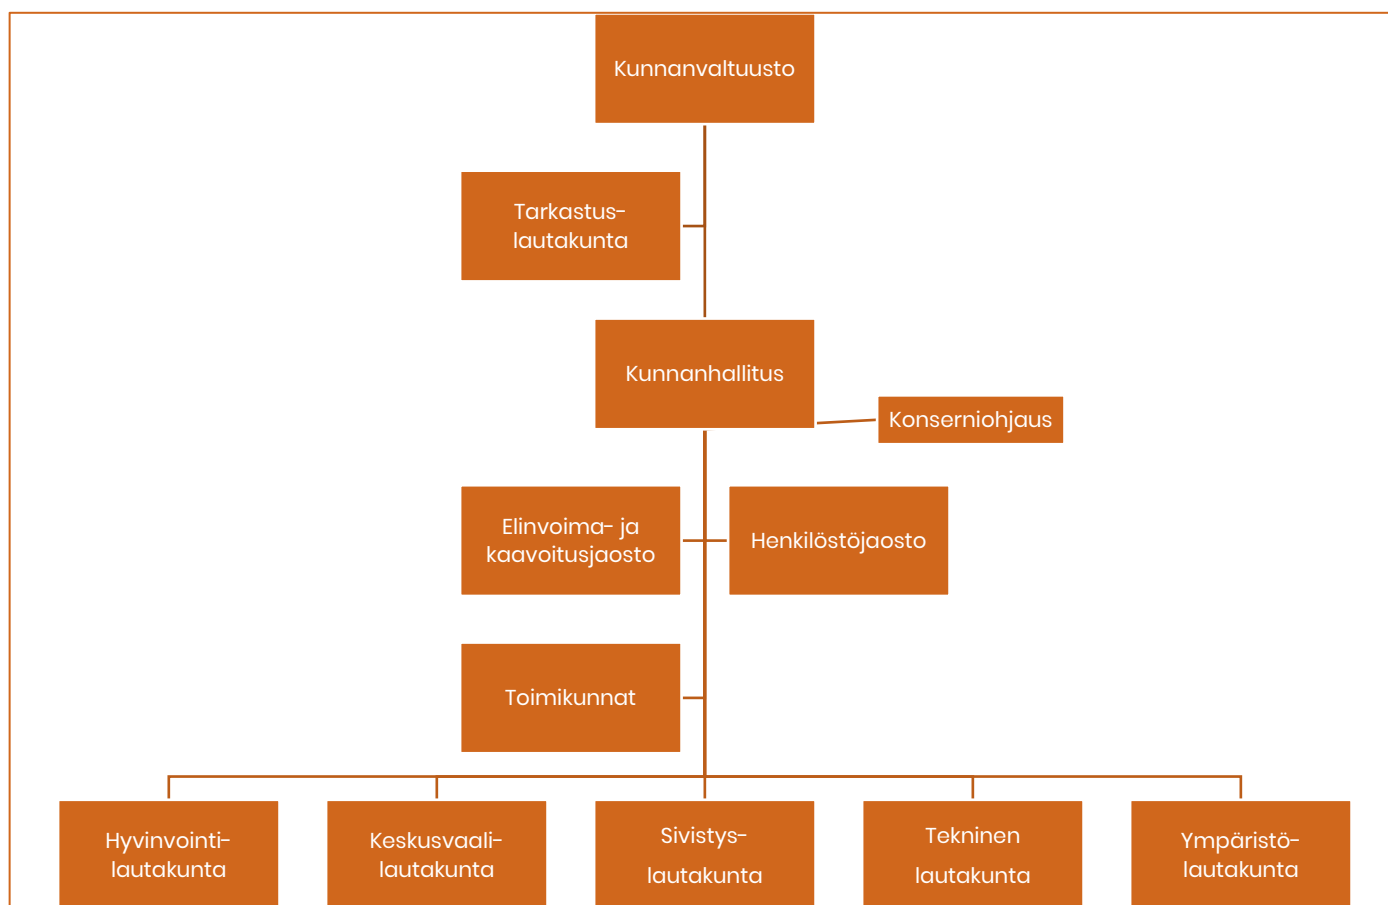 Kunnanvaltuusto
Tarkastus-
lautakunta
Kunnanhallitus
Konserniohjaus
Elinvoima- ja
kaavoitusjaosto
Henkilöstöjaosto
Toimikunnat
Hyvinvointi-
lautakunta
Keskusvaali-
lautakunta
Sivistys-
lautakunta
Tekninen
lautakunta
Ympäristö-
lautakunta